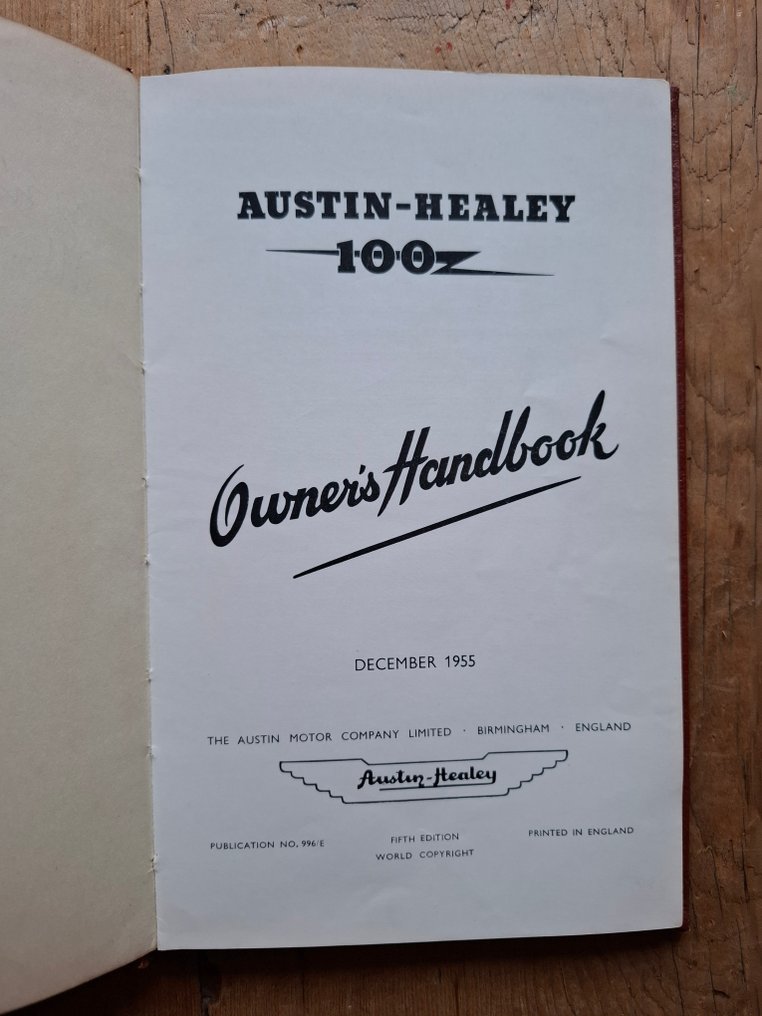 AUSTIN-HEALEY
100
Owner's Handbook
DECEMBER 1955
THE AUSTIN MOTOR COMPANY LIMITED · BIRMINGHAM · ENGLAND
Austin-Healey
PUBLICATION NO. 996/E
FIFTH EDITION
WORLD COPYRIGHT
PRINTED IN ENGLAND